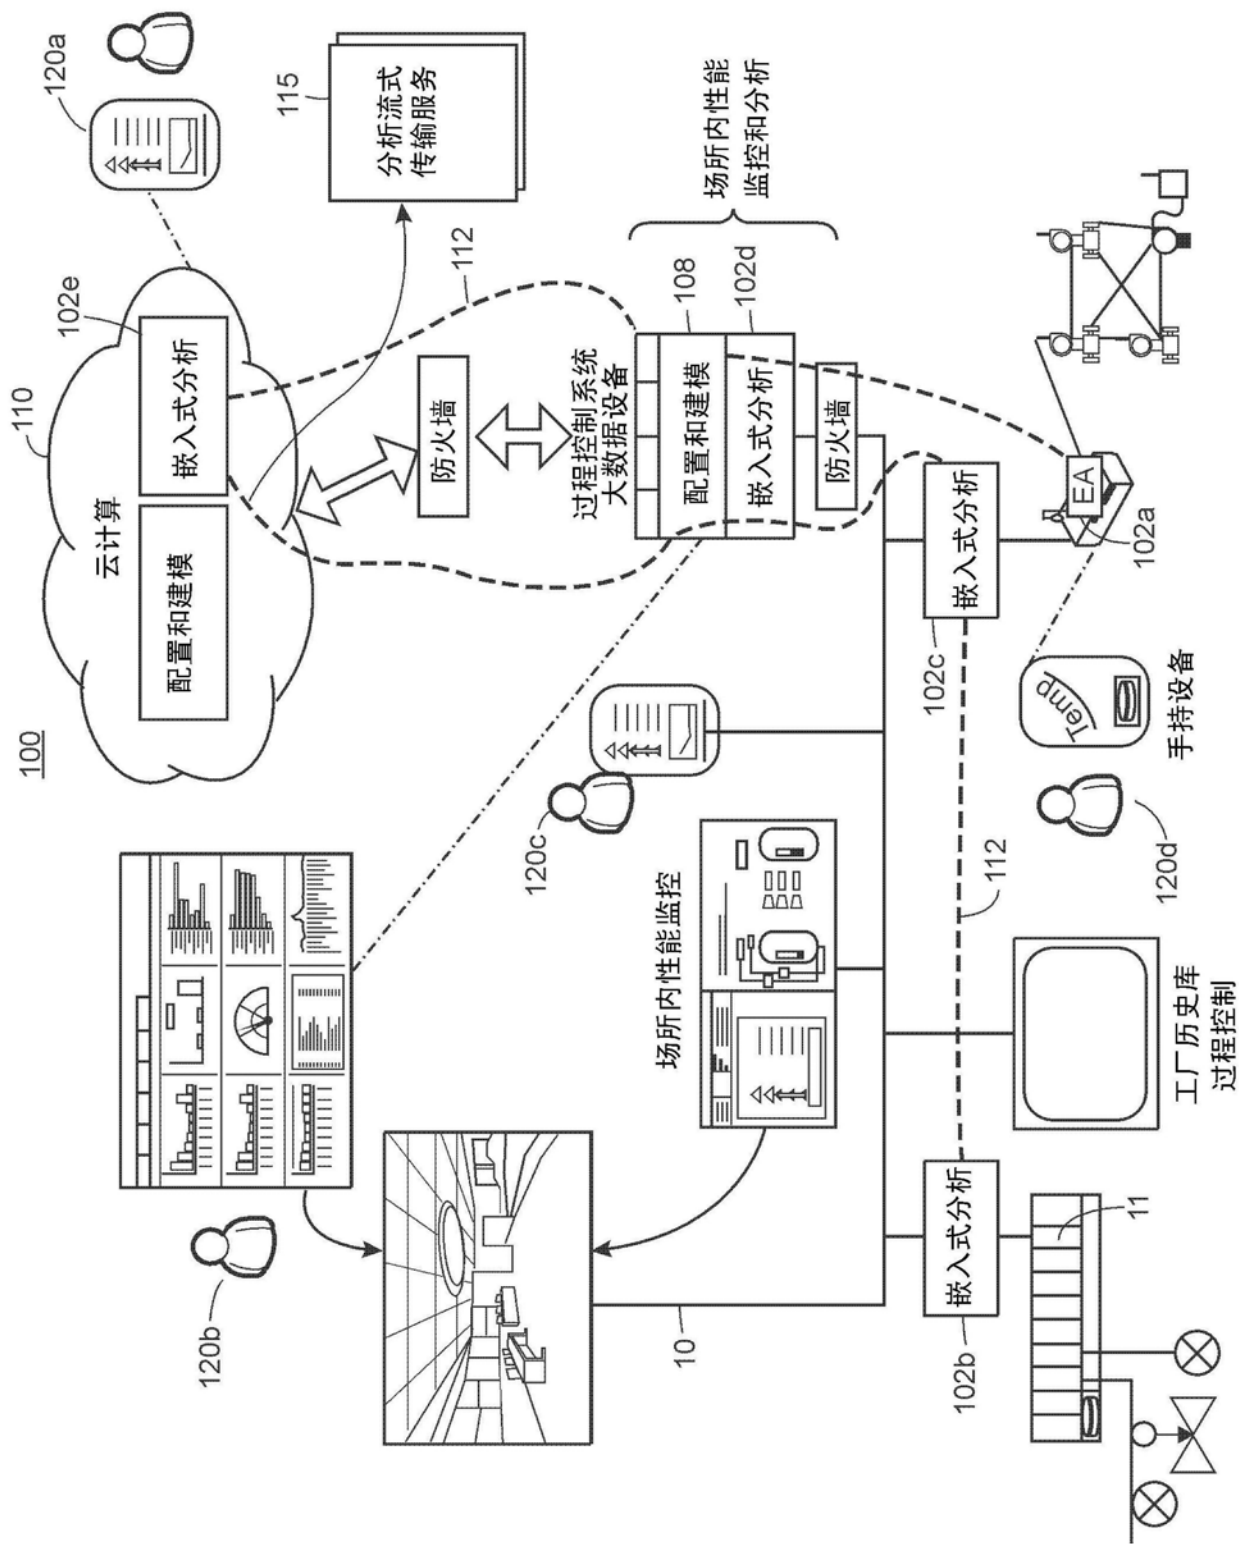 100
110
云计算
配置和建模
嵌入式分析
102e
120a
115
分析流式
传输服务
112
防火墙
过程控制系统
大数据设备
配置和建模
108
嵌入式分析
102d
场所内性能
监控和分析
防火墙
120b
120c
场所内性能监控
10
嵌入式分析
102b
11
嵌入式分析
102c
112
EA
102a
Temp
手持设备
120d
工厂历史库
过程控制